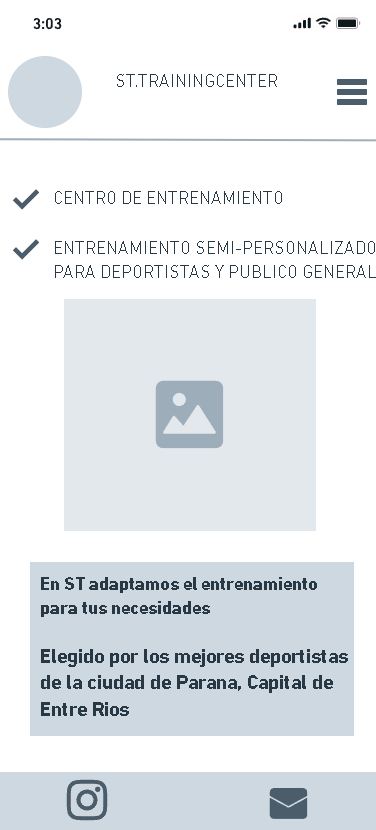 3:03
ST.TRAININGCENTER
CENTRO DE ENTRENAMIENTO
ENTRENAMIENTO SEMI-PERSONALIZADO
PARA DEPORTISTAS Y PUBLICO GENERAL
En ST adaptamos el entrenamiento
para tus necesidades
Elegido por los mejores deportistas
de la ciudad de Parana, Capital de
Entre Rios